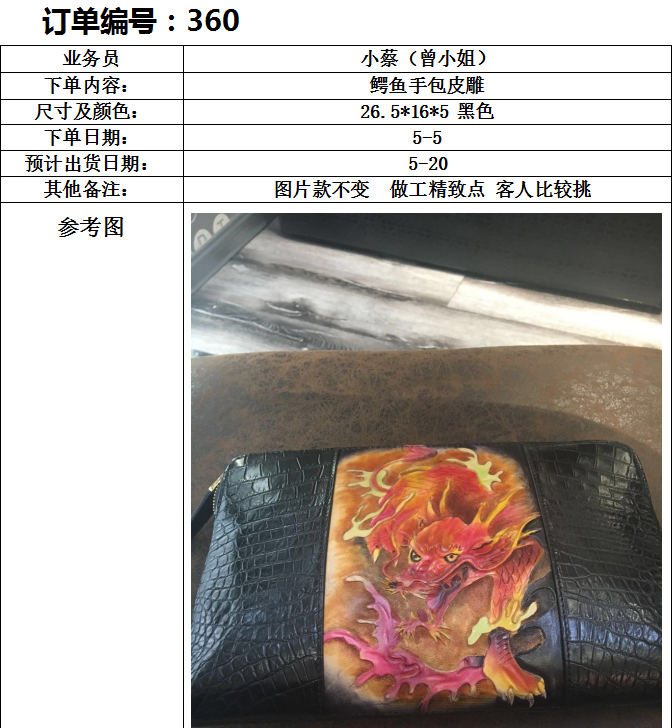 订单编号：360
业务员 小蔡（曾小姐）
下单内容： 鳄鱼手包皮雕
尺寸及颜色： 26.5*16*5 黑色
下单日期： 5-5
预计出货日期： 5-20
其他备注： 图片款不变 做工精致点 客人比较挑
参考图